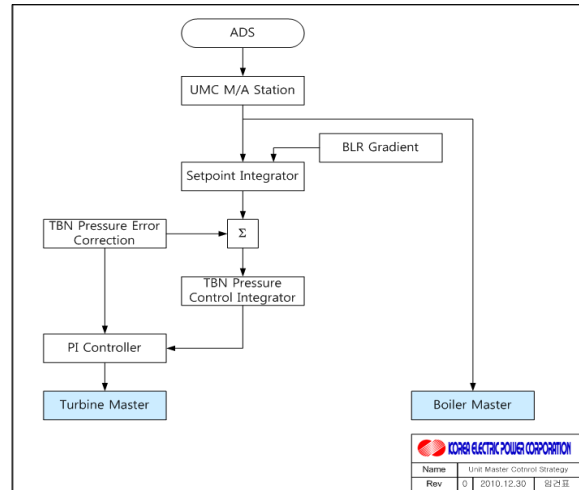 ADS
UMC M/A Station
BLR Gradient
Setpoint Integrator
TBN Pressure Error
Correction
Σ
TBN Pressure
Control Integrator
PI Controller
Turbine Master
Boiler Master
KOREA ELECTRIC POWER CORPORATION
Name Unit Master Cotnrol Strategy
Rev 0 2010.12.30 임건표